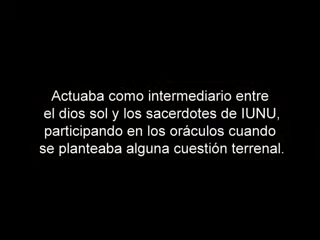 Actuaba como intermediario entre
el dios sol y los sacerdotes de IUNU,
participando en los oráculos cuando
se planteaba alguna cuestión terrenal.